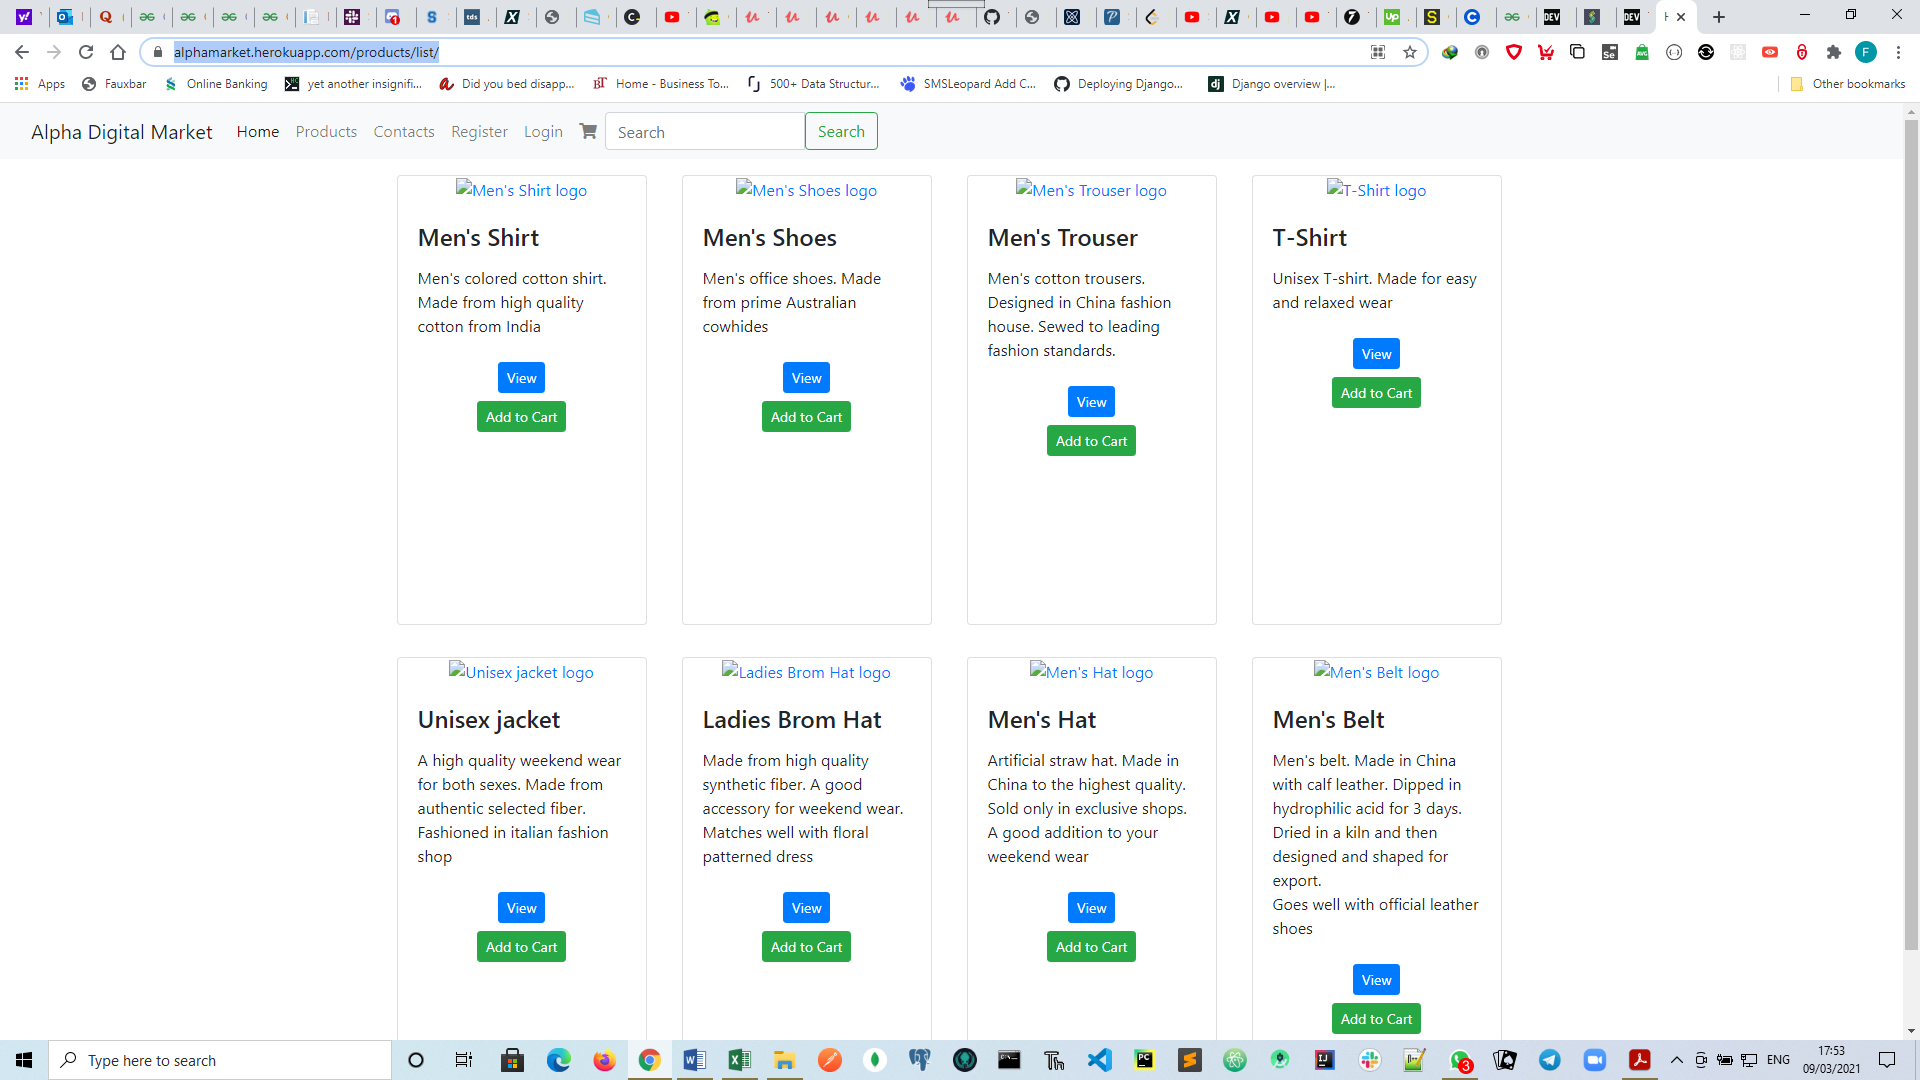 alphamarket.herokuapp.com/products/list/
Apps
Fauxbar
Online Banking
yet another insignifi...
Did you bed disapp...
Home - Business To...
500+ Data Structur...
SMSLeopard Add C...
Deploying Django...
Django overview |...
Other bookmarks
Alpha Digital Market
Home
Products
Contacts
Register
Login
Search
Search
Men's Shirt logo
Men's Shoes logo
Men's Trouser logo
T-Shirt logo
Men's Shirt
Men's colored cotton shirt.
Made from high quality
cotton from India
View
Add to Cart
Men's Shoes
Men's office shoes. Made
from prime Australian
cowhides
View
Add to Cart
Men's Trouser
Men's cotton trousers.
Designed in China fashion
house. Sewed to leading
fashion standards.
View
Add to Cart
T-Shirt
Unisex T-shirt. Made for easy
and relaxed wear
View
Add to Cart
Unisex jacket logo
Ladies Brom Hat logo
Men's Hat logo
Men's Belt logo
Unisex jacket
A high quality weekend wear
for both sexes. Made from
authentic selected fiber.
Fashioned in italian fashion
shop
View
Add to Cart
Ladies Brom Hat
Made from high quality
synthetic fiber. A good
accessory for weekend wear.
Matches well with floral
patterned dress
View
Add to Cart
Men's Hat
Artificial straw hat. Made in
China to the highest quality.
Sold only in exclusive shops.
A good addition to your
weekend wear
View
Add to Cart
Men's Belt
Men's belt. Made in China
with calf leather. Dipped in
hydrophilic acid for 3 days.
Dried in a kiln and then
designed and shaped for
export.
Goes well with official leather
shoes
View
Add to Cart
Type here to search
3
ENG
17:53
09/03/2021